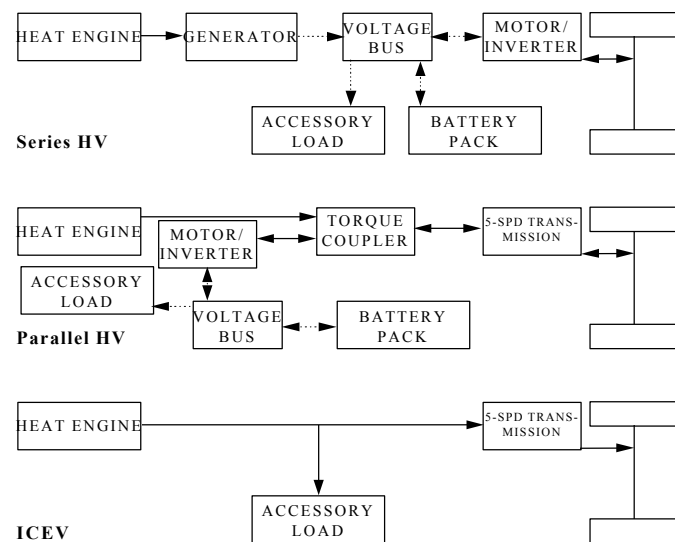 HEAT ENGINE
GENERATOR
VOLTAGE
BUS
MOTOR/
INVERTER
ACCESSORY
LOAD
BATTERY
PACK
Series HV
HEAT ENGINE
MOTOR/
INVERTER
TORQUE
COUPLER
5-SPD TRANS-
MISSION
ACCESSORY
LOAD
VOLTAGE
BUS
BATTERY
PACK
Parallel HV
HEAT ENGINE
5-SPD TRANS-
MISSION
ACCESSORY
LOAD
ICEV